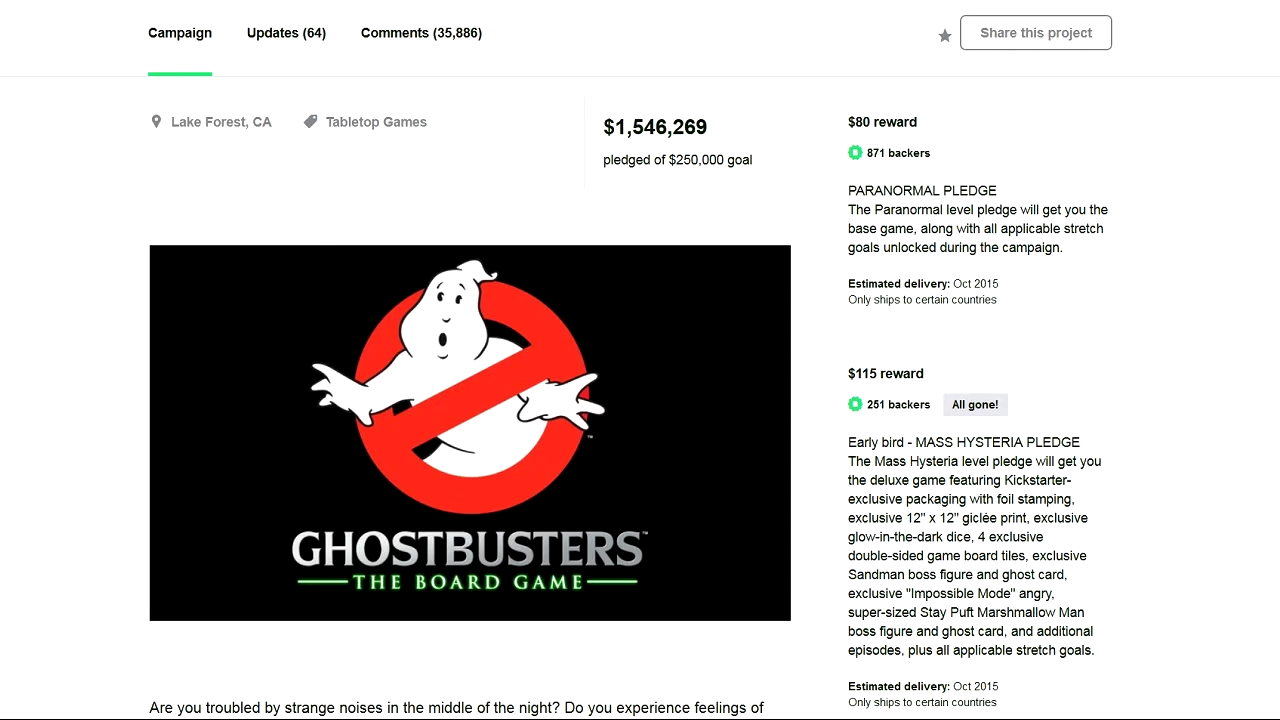 Campaign
Updates (64)
Comments (35,886)
Share this project
Lake Forest, CA
Tabletop Games
$1,546,269
pledged of $250,000 goal
GHOSTBUSTERS™
THE BOARD GAME
™
Are you troubled by strange noises in the middle of the night? Do you experience feelings of
$80 reward
871 backers
PARANORMAL PLEDGE
The Paranormal level pledge will get you the
base game, along with all applicable stretch
goals unlocked during the campaign.
Estimated delivery: Oct 2015
Only ships to certain countries
$115 reward
251 backers
All gone!
Early bird - MASS HYSTERIA PLEDGE
The Mass Hysteria level pledge will get you
the deluxe game featuring Kickstarter-
exclusive packaging with foil stamping,
exclusive 12" x 12" giclée print, exclusive
glow-in-the-dark dice, 4 exclusive
double-sided game board tiles, exclusive
Sandman boss figure and ghost card,
exclusive "Impossible Mode" angry,
super-sized Stay Puft Marshmallow Man
boss figure and ghost card, and additional
episodes, plus all applicable stretch goals.
Estimated delivery: Oct 2015
Only ships to certain countries